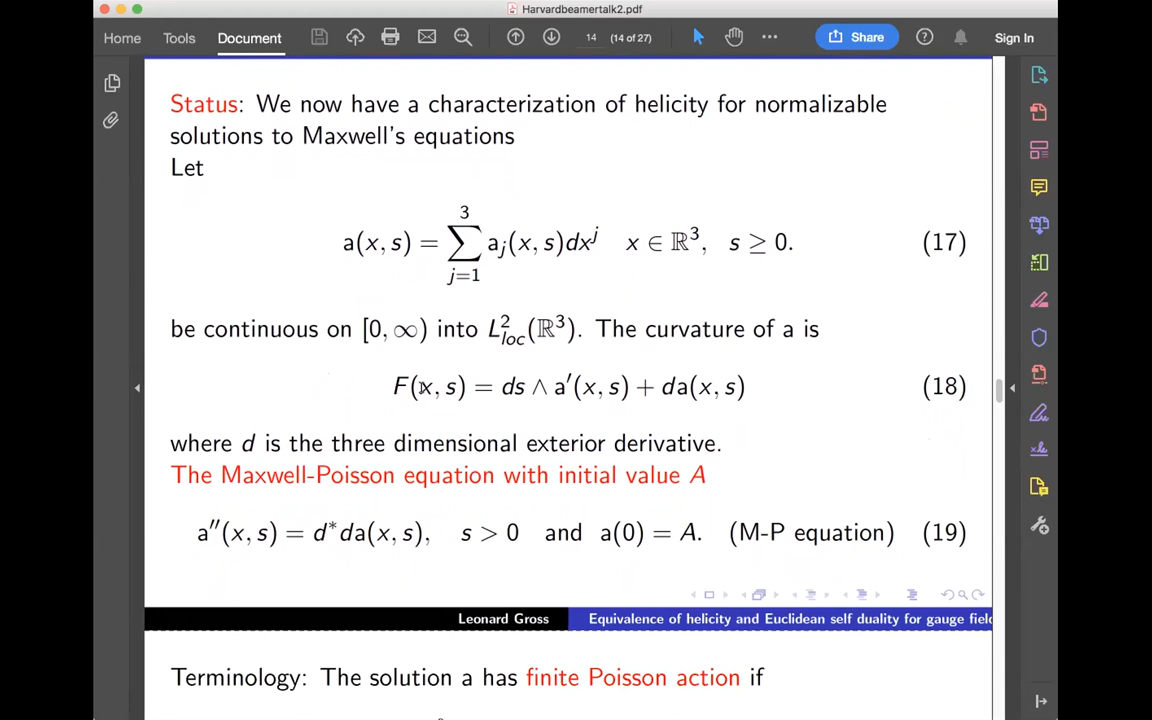 Harvardbeamertalk2.pdf
Home Tools Document 14 (14 of 27) Share Sign In
Status: We now have a characterization of helicity for normalizable
solutions to Maxwell's equations
Let
a(x, s) = ∑_{j=1}^{3} a_j(x, s)dx^j x ∈ ℝ³, s ≥ 0. (17)
be continuous on [0, ∞) into L²_{loc}(ℝ³). The curvature of a is
F(x, s) = ds ∧ a′(x, s) + da(x, s) (18)
where d is the three dimensional exterior derivative.
The Maxwell-Poisson equation with initial value A
a″(x, s) = d*da(x, s), s > 0 and a(0) = A. (M-P equation) (19)
Leonard Gross Equivalence of helicity and Euclidean self duality for gauge field
Terminology: The solution a has finite Poisson action if